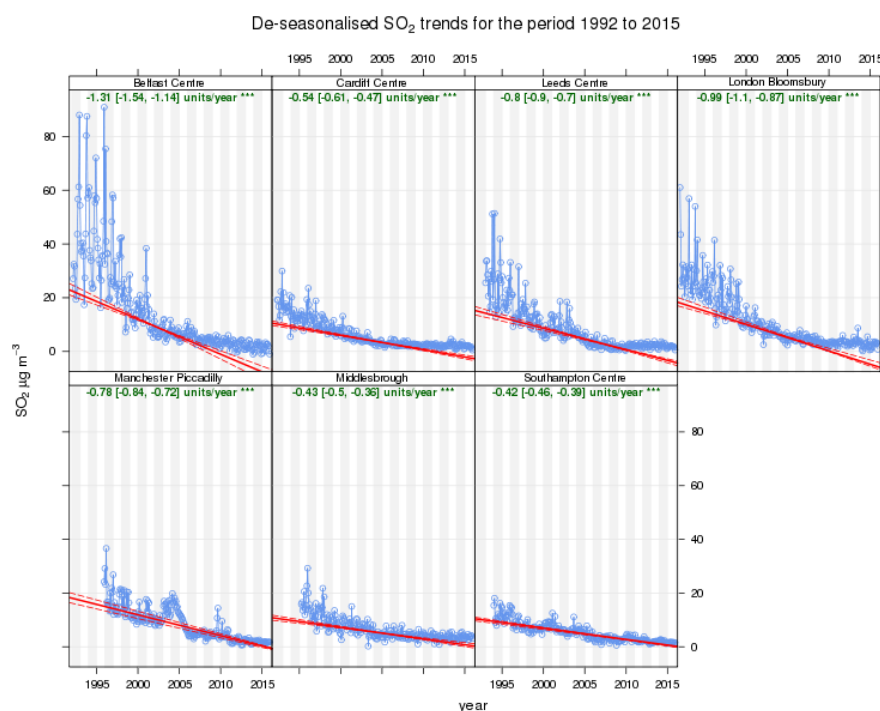 De-seasonalised SO₂ trends for the period 1992 to 2015
1995 2000 2005 2010 2015 1995 2000 2005 2010 2015
Belfast Centre Cardiff Centre Leeds Centre London Bloomsbury
-1.31 [-1.54, -1.14] units/year *** -0.54 [-0.61, -0.47] units/year *** -0.8 [-0.9, -0.7] units/year *** -0.99 [-1.1, -0.87] units/year ***
80
60
40
20
0
SO₂ µg m⁻³
Manchester Piccadilly Middlesbrough Southampton Centre
-0.78 [-0.84, -0.72] units/year *** -0.43 [-0.5, -0.36] units/year *** -0.42 [-0.46, -0.39] units/year ***
80
60
40
20
0
1995 2000 2005 2010 2015 1995 2000 2005 2010 2015
year